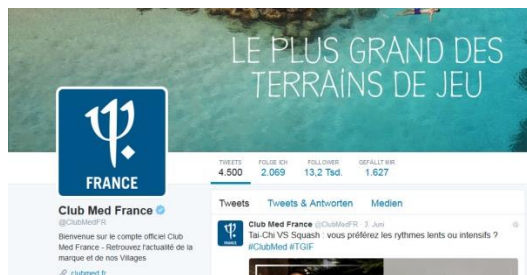 LE PLUS GRAND DES
TERRAINS DE JEU
FRANCE
TWEETS
4.500
FOLGE ICH
2.069
FOLLOWER
13,2 Tsd.
GEFÄLLT MIR
1.627
Club Med France
@ClubMedFR
Bienvenue sur le compte officiel Club
Med France - Retrouvez l'actualité de la
marque et de nos Villages
clubmed.fr
Tweets Tweets & Antworten Medien
Club Med France @ClubMedFR · 3. Juni
Tai-Chi VS Squash : vous préférez les rythmes lents ou intensifs ?
#ClubMed #TGIF
FRANCE